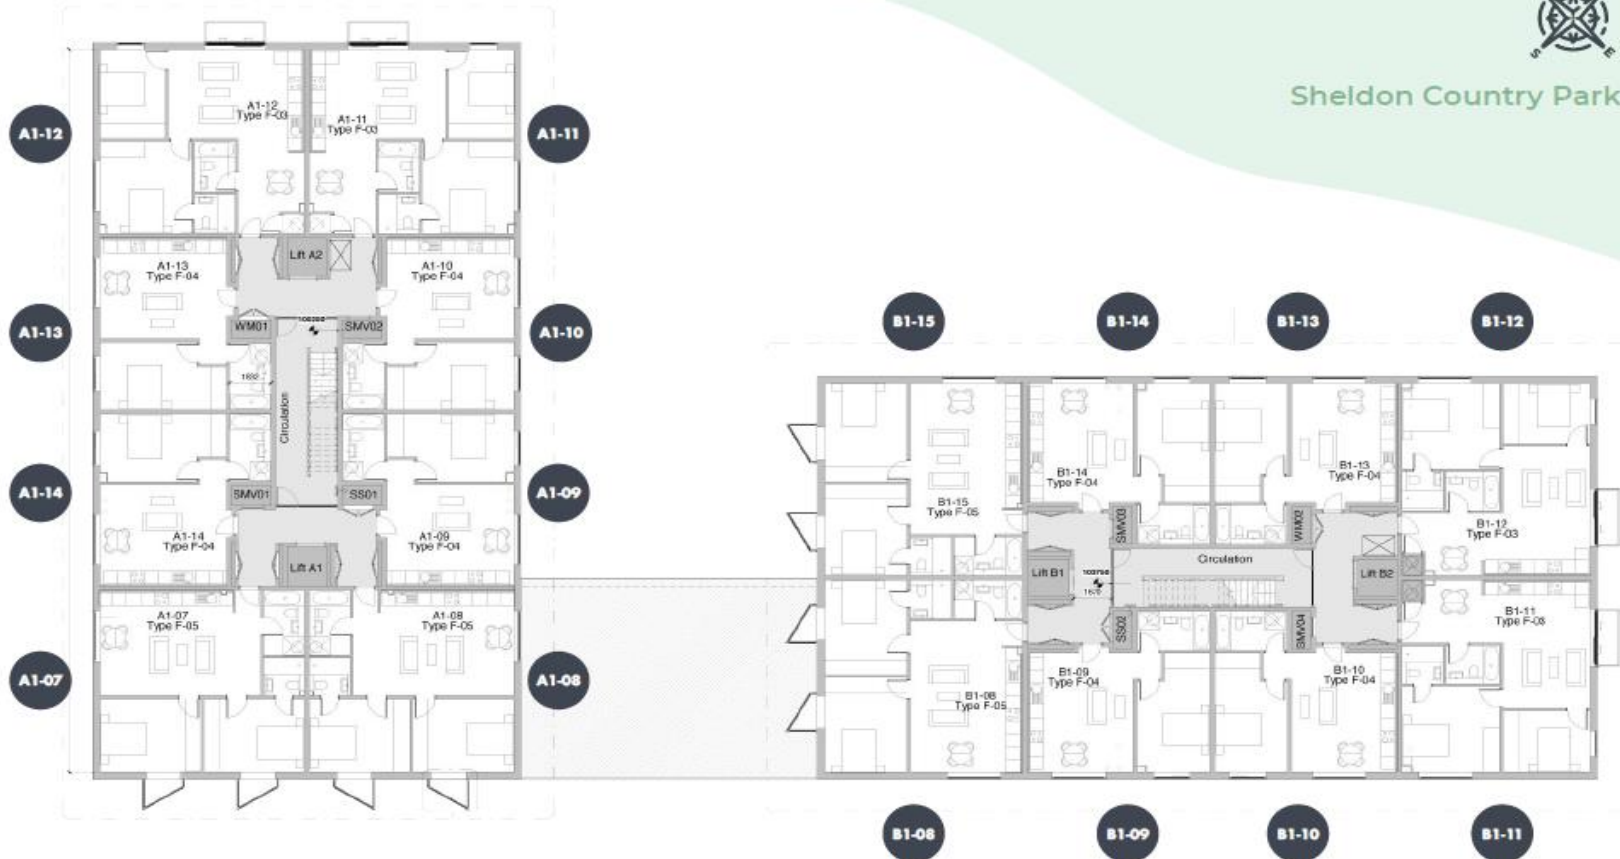 S
E
Sheldon Country Park
A1-12
A1-12
Type F-03
A1-11
Type F-03
A1-11
A1-13
Type F-04
Lift A2
A1-10
Type F-04
A1-13
WM01
SMV02
A1-10
1692
Circulation
A1-14
SMV01
SS01
A1-09
A1-14
Type F-04
A1-09
Type F-04
Lift A1
A1-07
Type F-05
A1-08
Type F-05
A1-07
A1-08
B1-15
B1-14
B1-13
B1-12
B1-14
Type F-04
B1-13
Type F-04
B1-15
Type F-05
SMV03
WM02
B1-12
Type F-03
Circulation
Lift B1
100750
1670
Lift B2
SS02
SMV04
B1-11
Type F-03
B1-09
Type F-04
B1-10
Type F-04
B1-08
Type F-05
B1-08
B1-09
B1-10
B1-11